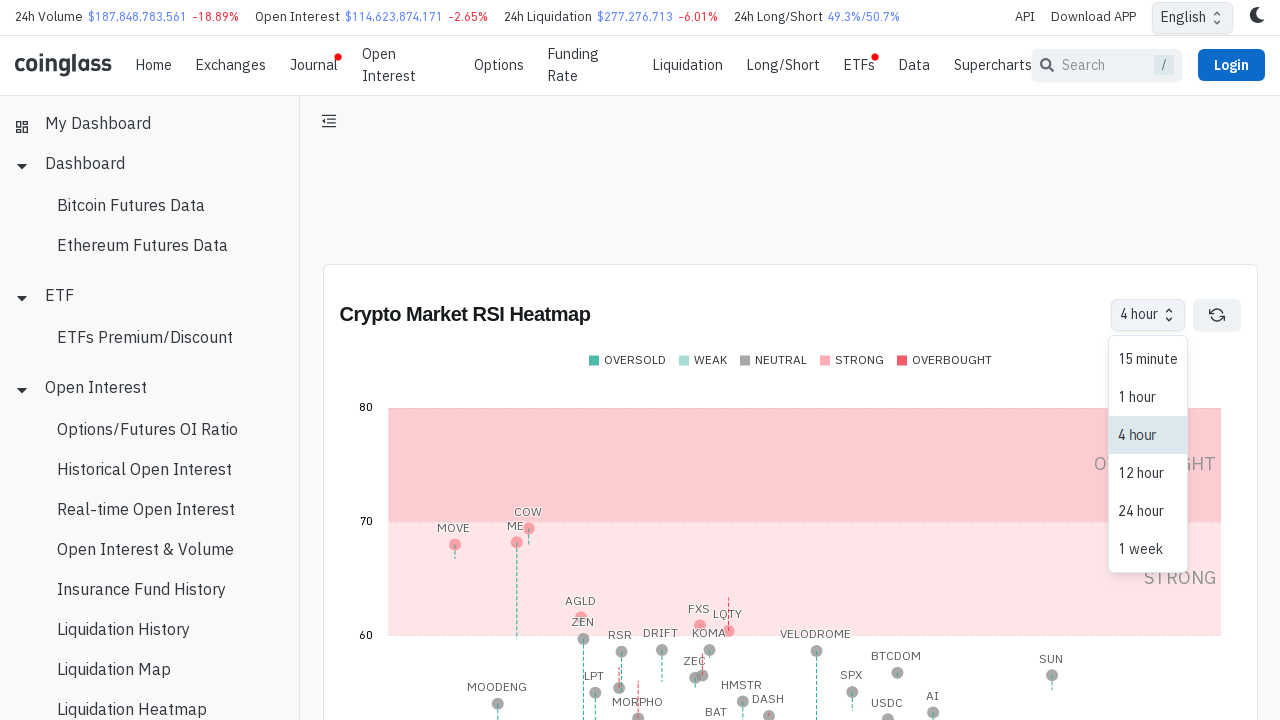 24h Volume $187,848,783,561 -18.89% Open Interest $114,623,874,171 -2.65% 24h Liquidation $277,276,713 -6.01% 24h Long/Short 49.3%/50.7% API Download APP English
coinglass Home Exchanges Journal Open Interest Options Funding Rate Liquidation Long/Short ETFs Data Supercharts Search / Login
My Dashboard
Dashboard
Bitcoin Futures Data
Ethereum Futures Data
ETF
ETFs Premium/Discount
Open Interest
Options/Futures OI Ratio
Historical Open Interest
Real-time Open Interest
Open Interest & Volume
Insurance Fund History
Liquidation History
Liquidation Map
Liquidation Heatmap
Crypto Market RSI Heatmap 4 hour
15 minute
1 hour
4 hour
12 hour
24 hour
1 week
OVERSOLD WEAK NEUTRAL STRONG OVERBOUGHT
80
70
60
STRONG
COW
MOVE
ME
AGLD
ZEN
FXS
LQTY
RSR
DRIFT
KOMA
VELODROME
ZEC
BTCDOM
SUN
LPT
SPX
MOODENG
HMSTR
MORPHO
DASH
USDC
AI
BAT